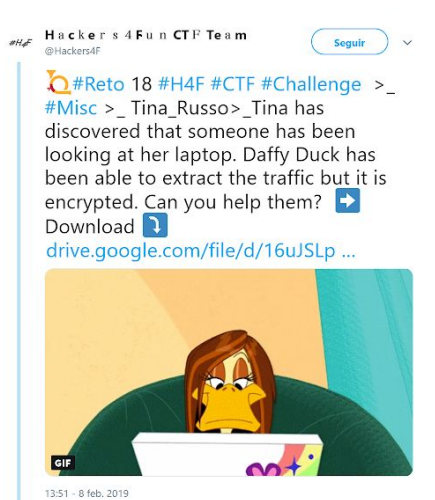 Hackers 4Fun CTF Team
#H4F
@Hackers4F
Seguir
#Reto 18 #H4F #CTF #Challenge >_
#Misc >_ Tina_Russo>_Tina has
discovered that someone has been
looking at her laptop. Daffy Duck has
been able to extract the traffic but it is
encrypted. Can you help them? ➡
Download ⤵
drive.google.com/file/d/16uJSLp ...
GIF
13:51 - 8 feb. 2019